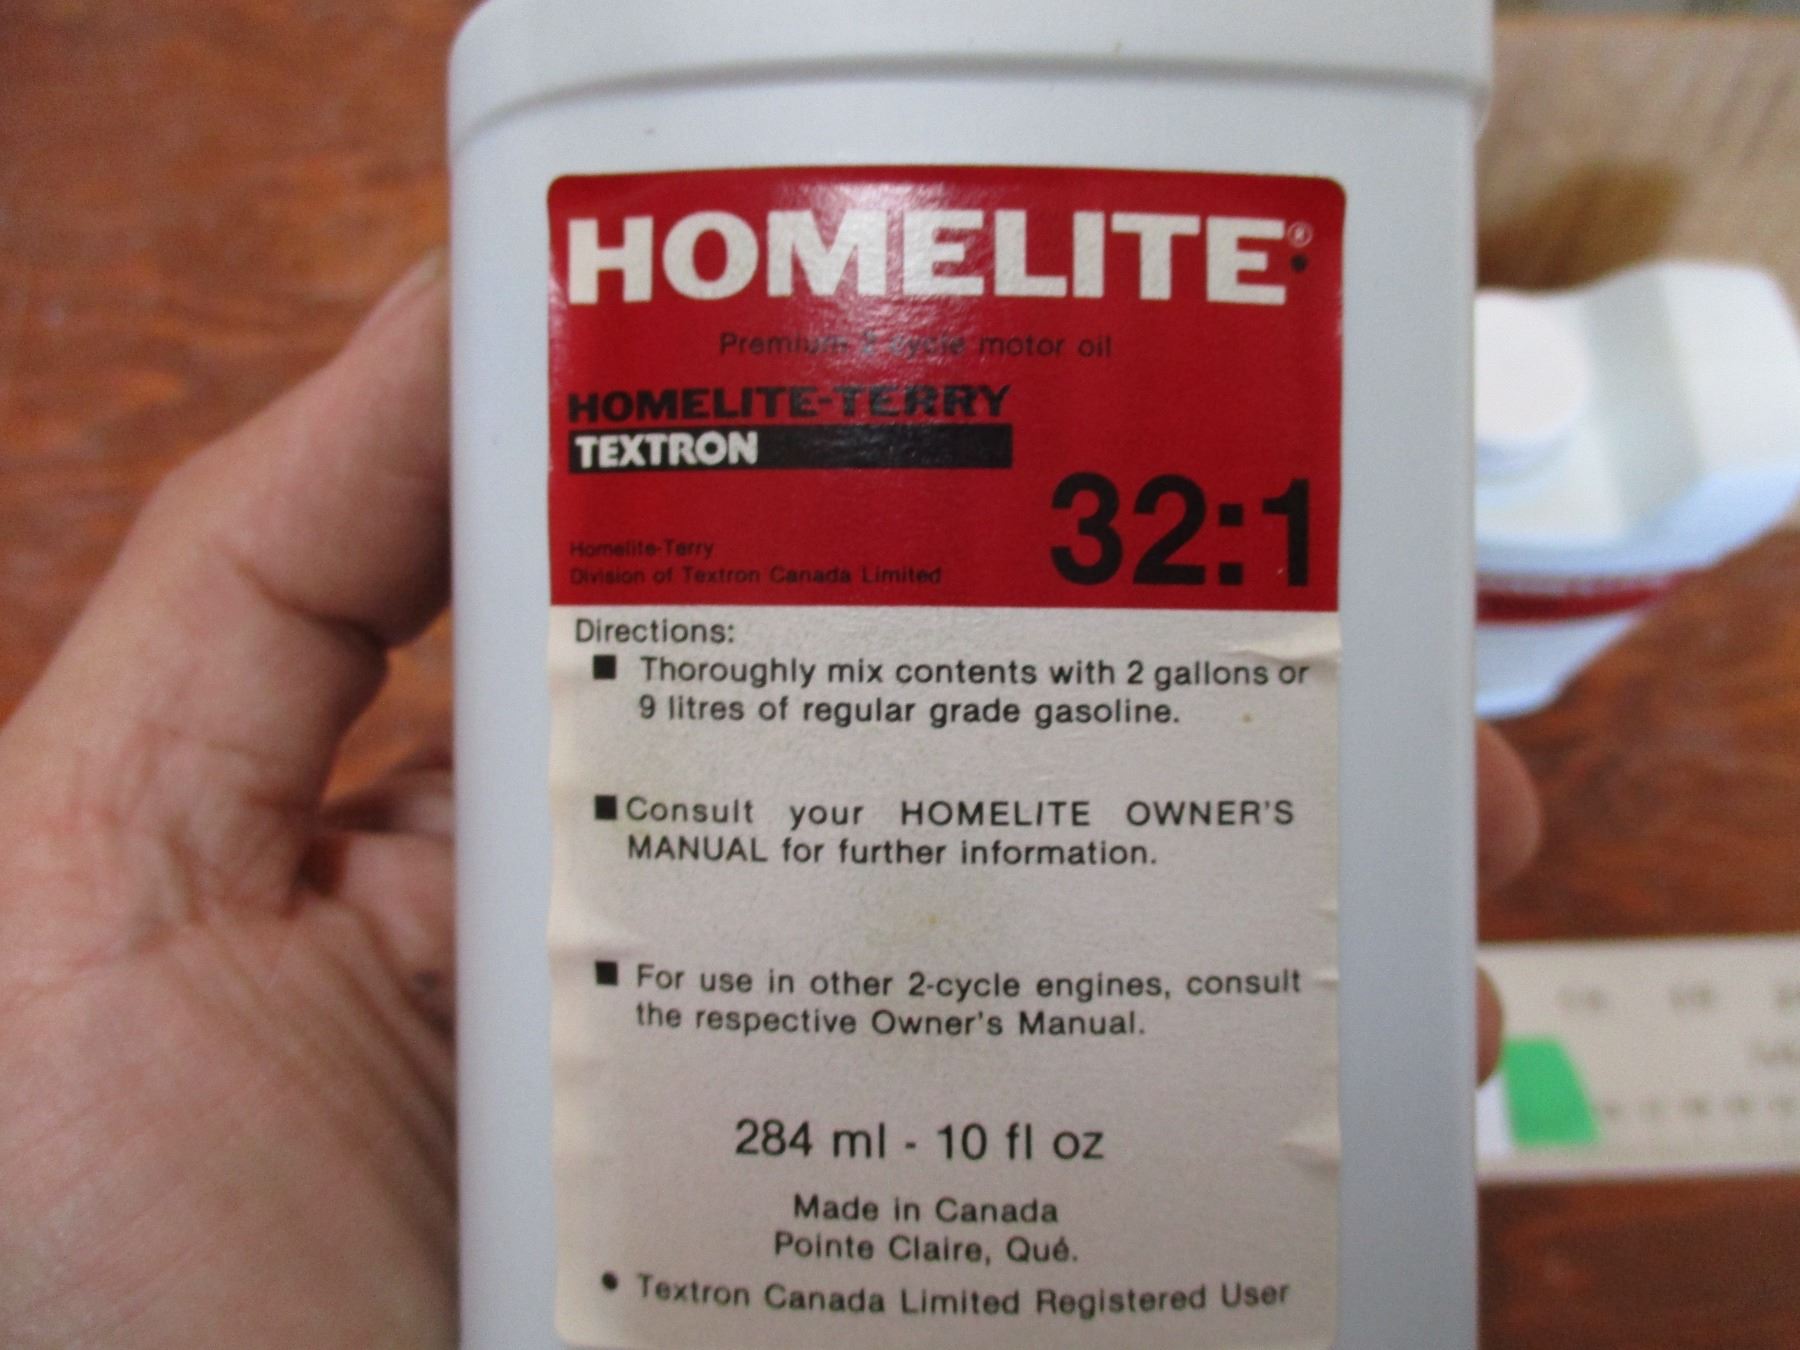 HOMELITE®
Premium 2 cycle motor oil
HOMELITE-TERRY
TEXTRON
32:1
Homelite-Terry
Division of Textron Canada Limited
Directions:
■ Thoroughly mix contents with 2 gallons or
9 litres of regular grade gasoline.
■ Consult your HOMELITE OWNER'S
MANUAL for further information.
■ For use in other 2-cycle engines, consult
the respective Owner's Manual.
284 ml - 10 fl oz
Made in Canada
Pointe Claire, Qué.
• Textron Canada Limited Registered User